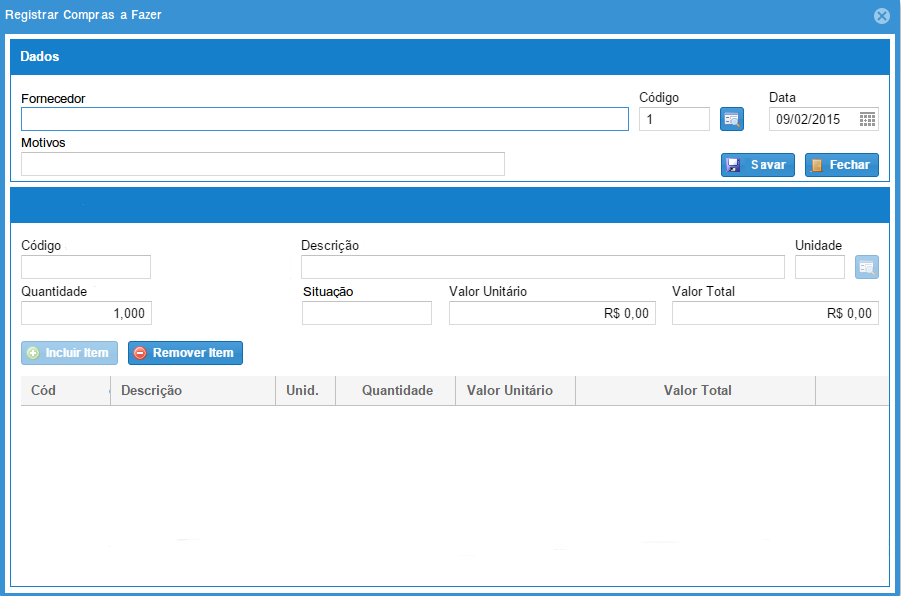 Registrar Compras a Fazer
Dados
Fornecedor Código Data
1 09/02/2015
Motivos
Savar Fechar
Código Descrição Unidade
Quantidade Situação Valor Unitário Valor Total
1,000 R$ 0,00 R$ 0,00
Incluir Item Remover Item
Cód Descrição Unid. Quantidade Valor Unitário Valor Total